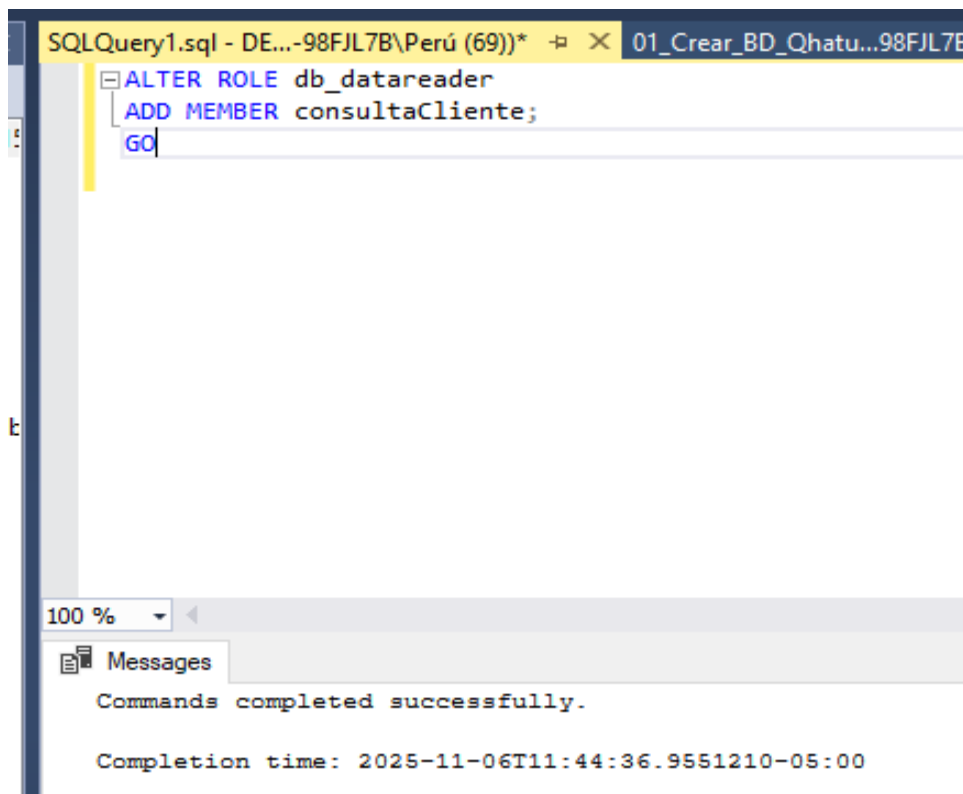 SQLQuery1.sql - DE...-98FJL7B\Perú (69))* 01_Crear_BD_Qhatu...98FJL7B
ALTER ROLE db_datareader
ADD MEMBER consultaCliente;
GO
b
100 %
Messages
Commands completed successfully.
Completion time: 2025-11-06T11:44:36.9551210-05:00